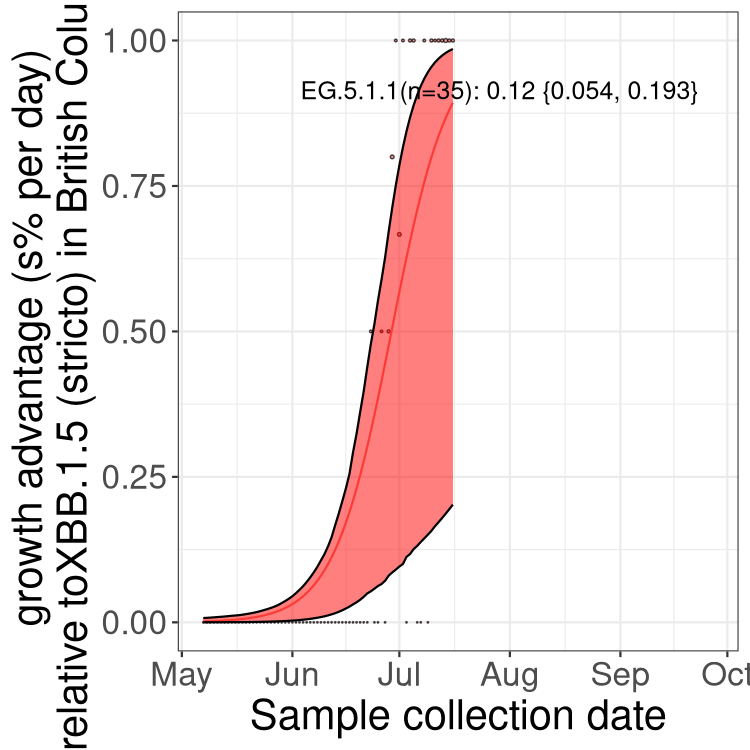 growth advantage (s% per day)
relative toXBB.1.5 (stricto) in British Colu
1.00
0.75
0.50
0.25
0.00
EG.5.1.1(n=35): 0.12 {0.054, 0.193}
May Jun Jul Aug Sep Oct
Sample collection date